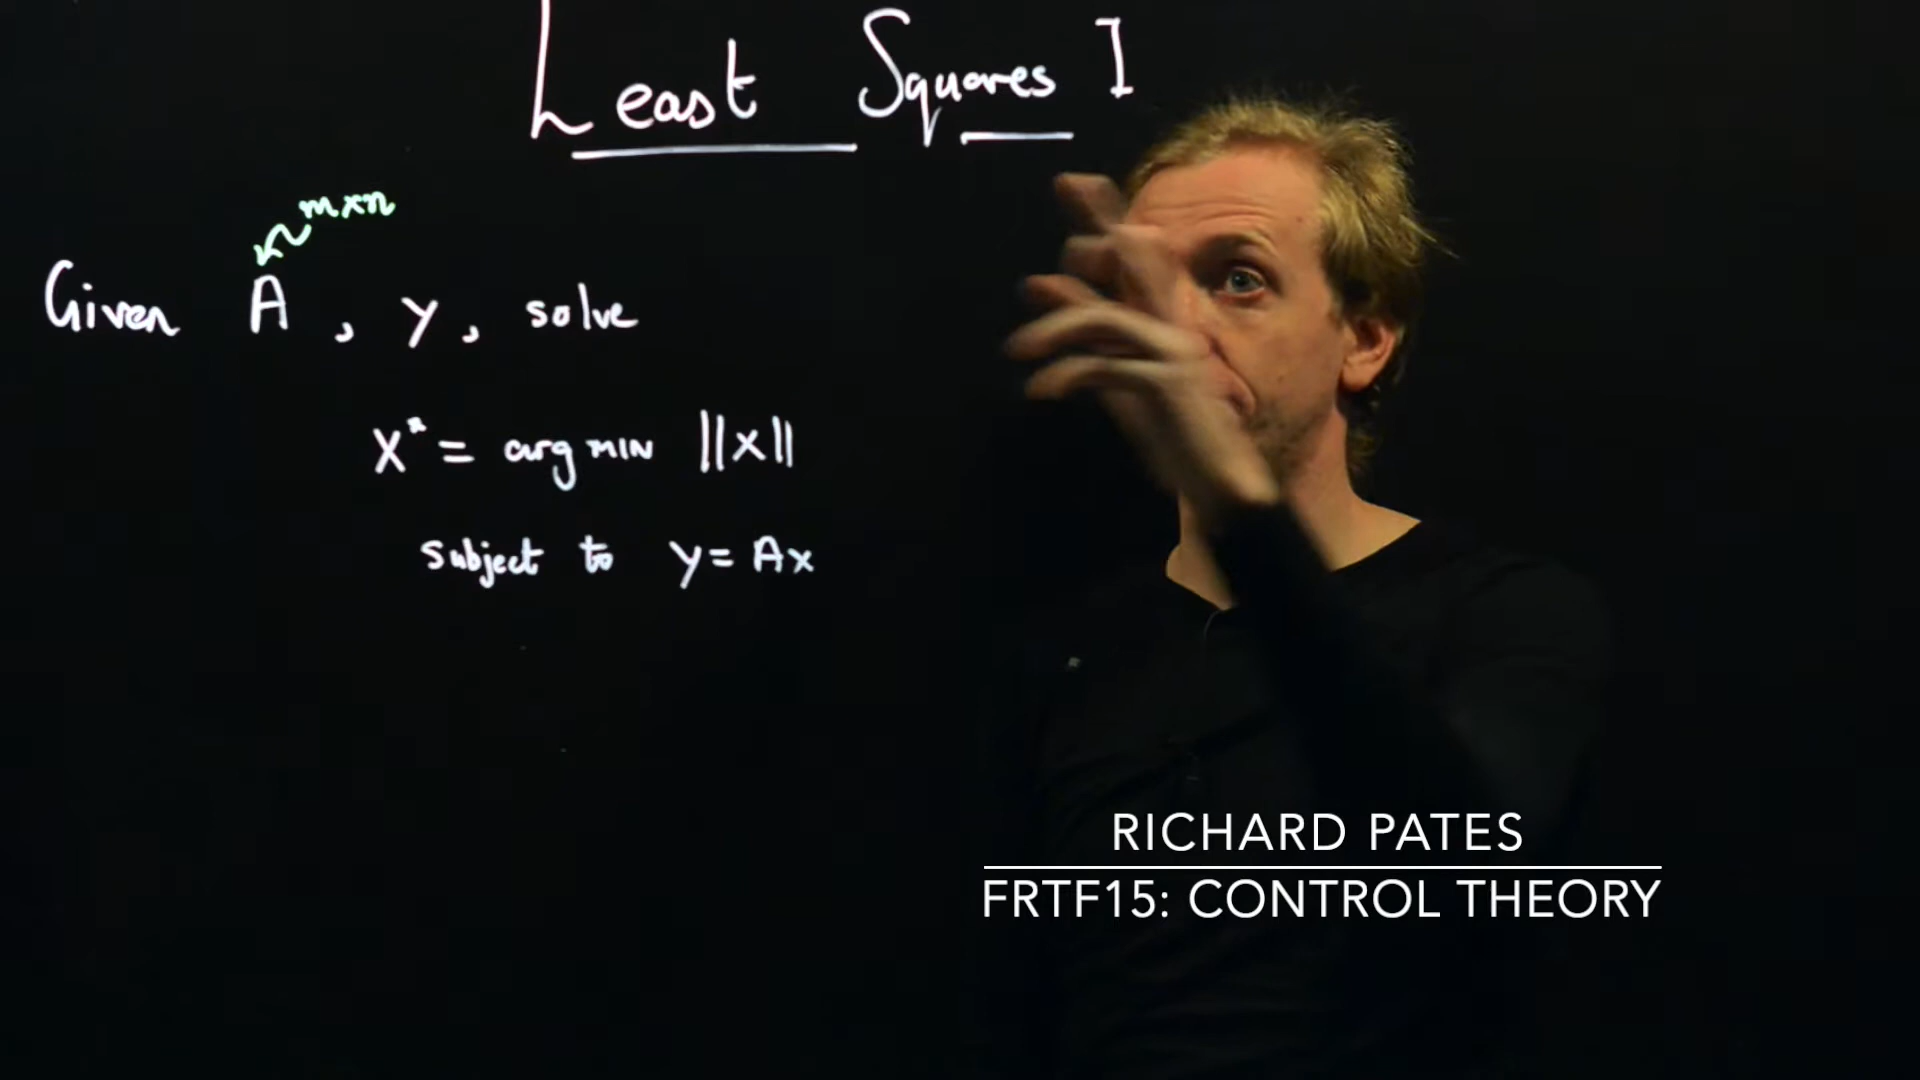 Least Squares I
m×n
Given A, y, solve
x* = arg MIN ||x||
subject to y = Ax
RICHARD PATES
FRTF15: CONTROL THEORY